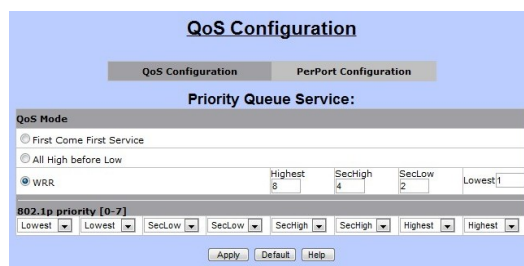 QoS Configuration
QoS Configuration PerPort Configuration
Priority Queue Service:
QoS Mode
First Come First Service
All High before Low
WRR Highest 8 SecHigh 4 SecLow 2 Lowest 1
802.1p priority [0-7]
Lowest Lowest SecLow SecLow SecHigh SecHigh Highest Highest
Apply Default Help